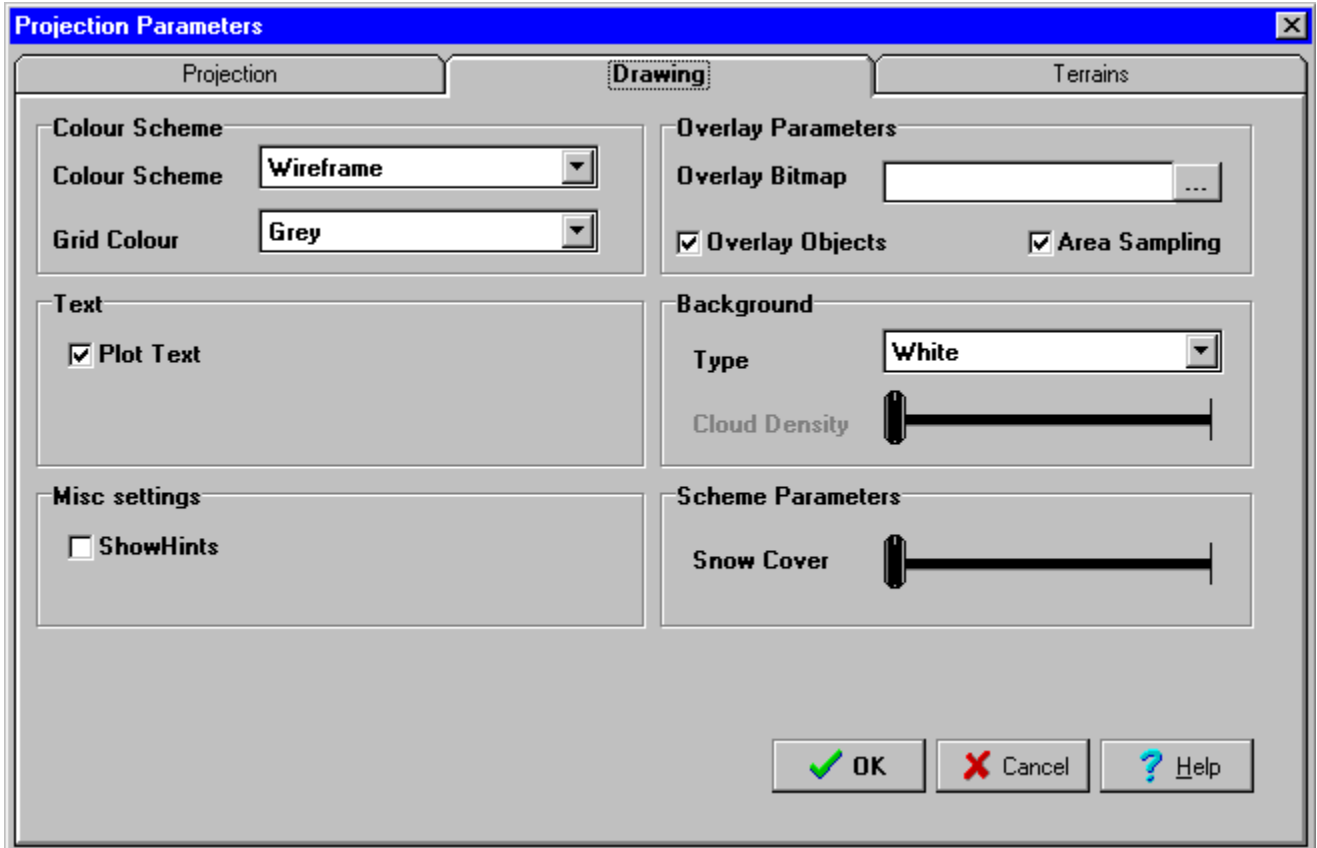 Projection Parameters
Projection
Drawing
Terrains
Colour Scheme
Colour Scheme
Wireframe
Grid Colour
Grey
Overlay Parameters
Overlay Bitmap
...
Overlay Objects
Area Sampling
Text
Plot Text
Background
Type
White
Cloud Density
Misc settings
ShowHints
Scheme Parameters
Snow Cover
OK
Cancel
Help